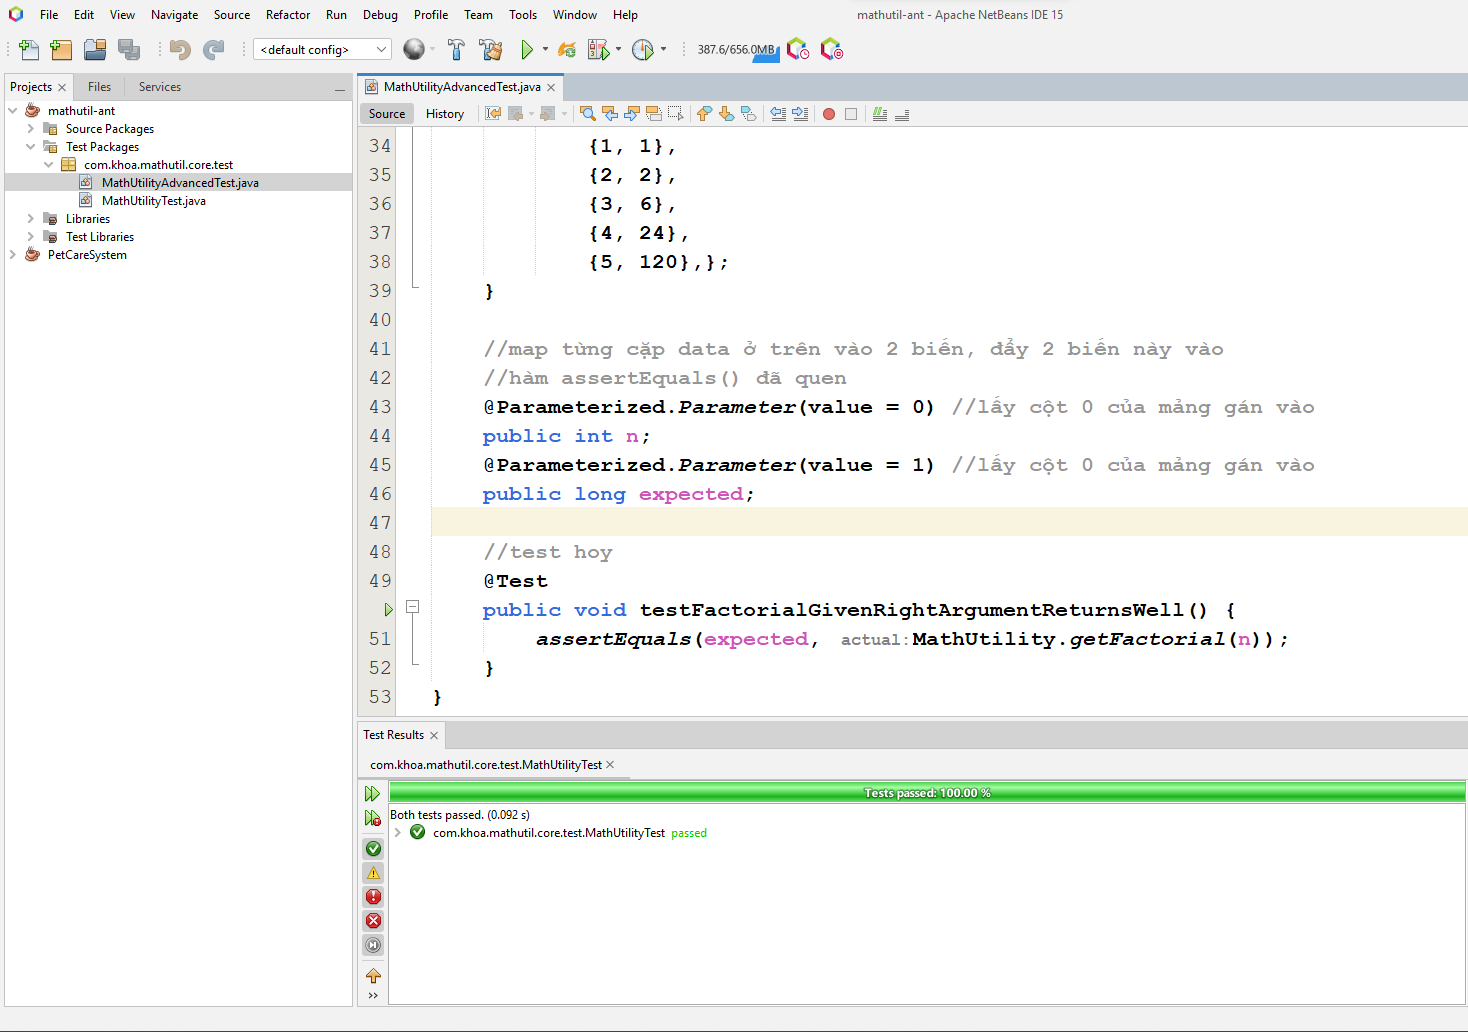 File Edit View Navigate Source Refactor Run Debug Profile Team Tools Window Help
mathutil-ant - Apache NetBeans IDE 15
<default config>
387.6/656.0MB
Projects Files Services
mathutil-ant
Source Packages
Test Packages
com.khoa.mathutil.core.test
MathUtilityAdvancedTest.java
MathUtilityTest.java
Libraries
Test Libraries
PetCareSystem
MathUtilityAdvancedTest.java
Source History
34 {1, 1},
35 {2, 2},
36 {3, 6},
37 {4, 24},
38 {5, 120},};
39 }
40
41 //map từng cặp data ở trên vào 2 biến, đẩy 2 biến này vào
42 //hàm assertEquals() đã quen
43 @Parameterized.Parameter(value = 0) //lấy cột 0 của mảng gán vào
44 public int n;
45 @Parameterized.Parameter(value = 1) //lấy cột 0 của mảng gán vào
46 public long expected;
47
48 //test hoy
49 @Test
public void testFactorialGivenRightArgumentReturnsWell() {
51 assertEquals(expected, actual:MathUtility.getFactorial(n));
52 }
53 }
Test Results
com.khoa.mathutil.core.test.MathUtilityTest
Tests passed: 100.00 %
Both tests passed. (0.092 s)
com.khoa.mathutil.core.test.MathUtilityTest passed